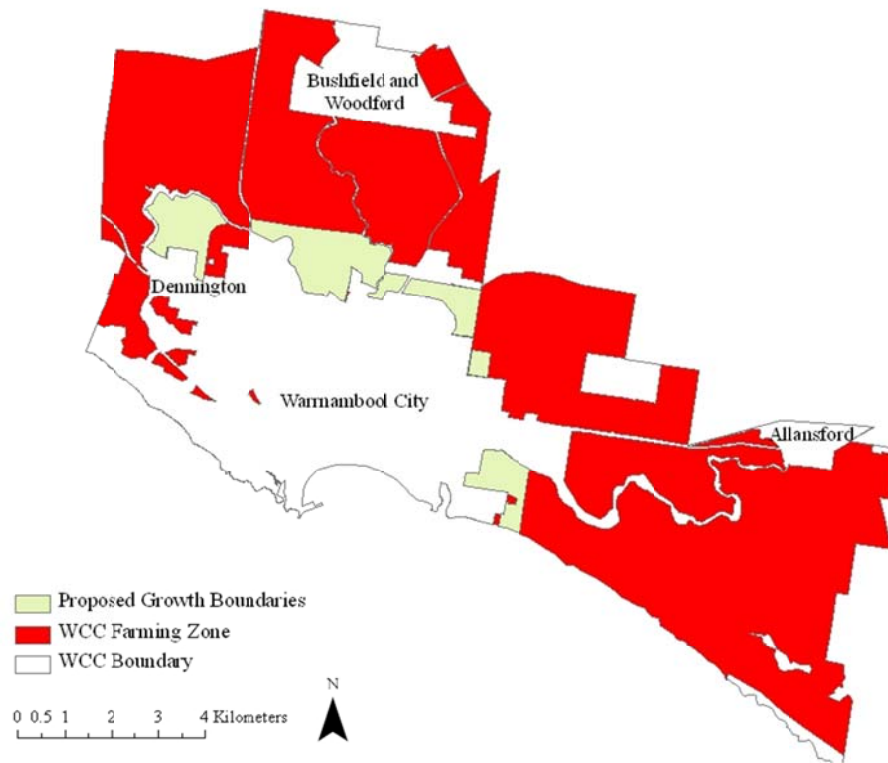 Bushfield and
Woodford
Dennington
Warrnambool City
Allansford
Proposed Growth Boundaries
WCC Farming Zone
WCC Boundary
N
0 0.5 1 2 3 4 Kilometers